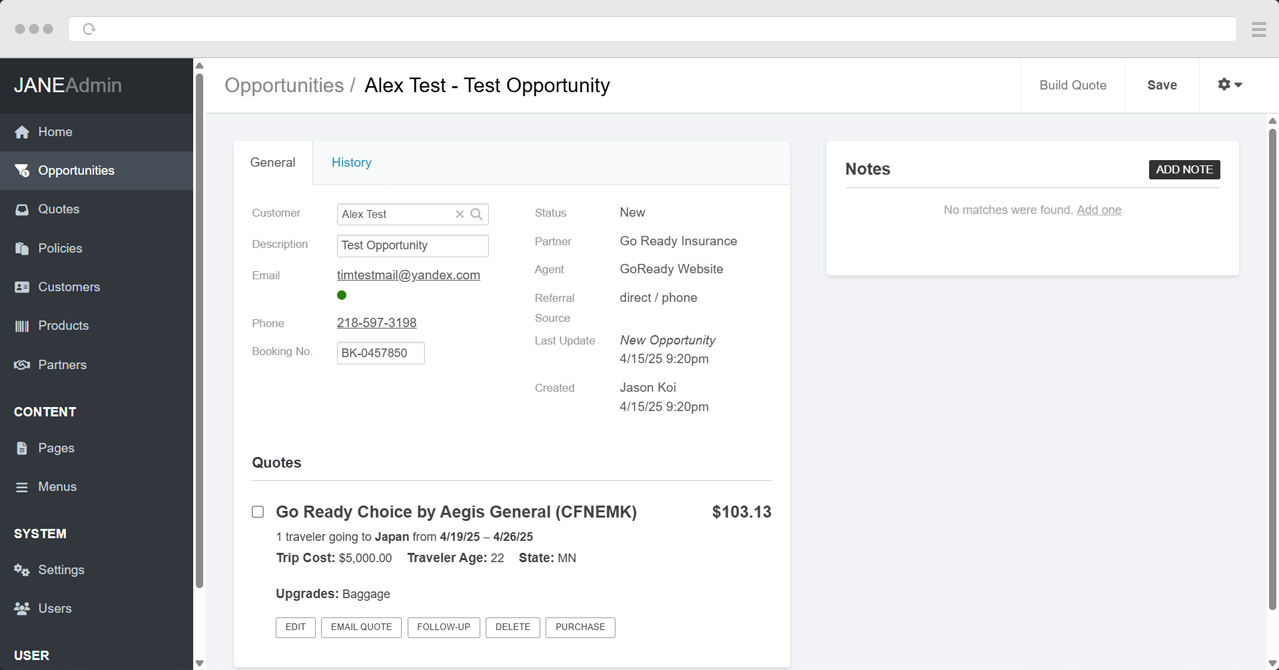 JANEAdmin
Opportunities / Alex Test - Test Opportunity
Build Quote
Save
Home
Opportunities
Quotes
Policies
Customers
Products
Partners
CONTENT
Pages
Menus
SYSTEM
Settings
Users
USER
General
History
Customer
Alex Test
Description
Test Opportunity
Email
timtestmail@yandex.com
Phone
218-597-3198
Booking No.
BK-0457850
Status
New
Partner
Go Ready Insurance
Agent
GoReady Website
Referral
Source
direct / phone
Last Update
New Opportunity
4/15/25 9:20pm
Created
Jason Koi
4/15/25 9:20pm
Quotes
Go Ready Choice by Aegis General (CFNEMK)
$103.13
1 traveler going to Japan from 4/19/25 – 4/26/25
Trip Cost: $5,000.00 Traveler Age: 22 State: MN
Upgrades: Baggage
EDIT
EMAIL QUOTE
FOLLOW-UP
DELETE
PURCHASE
Notes
ADD NOTE
No matches were found. Add one